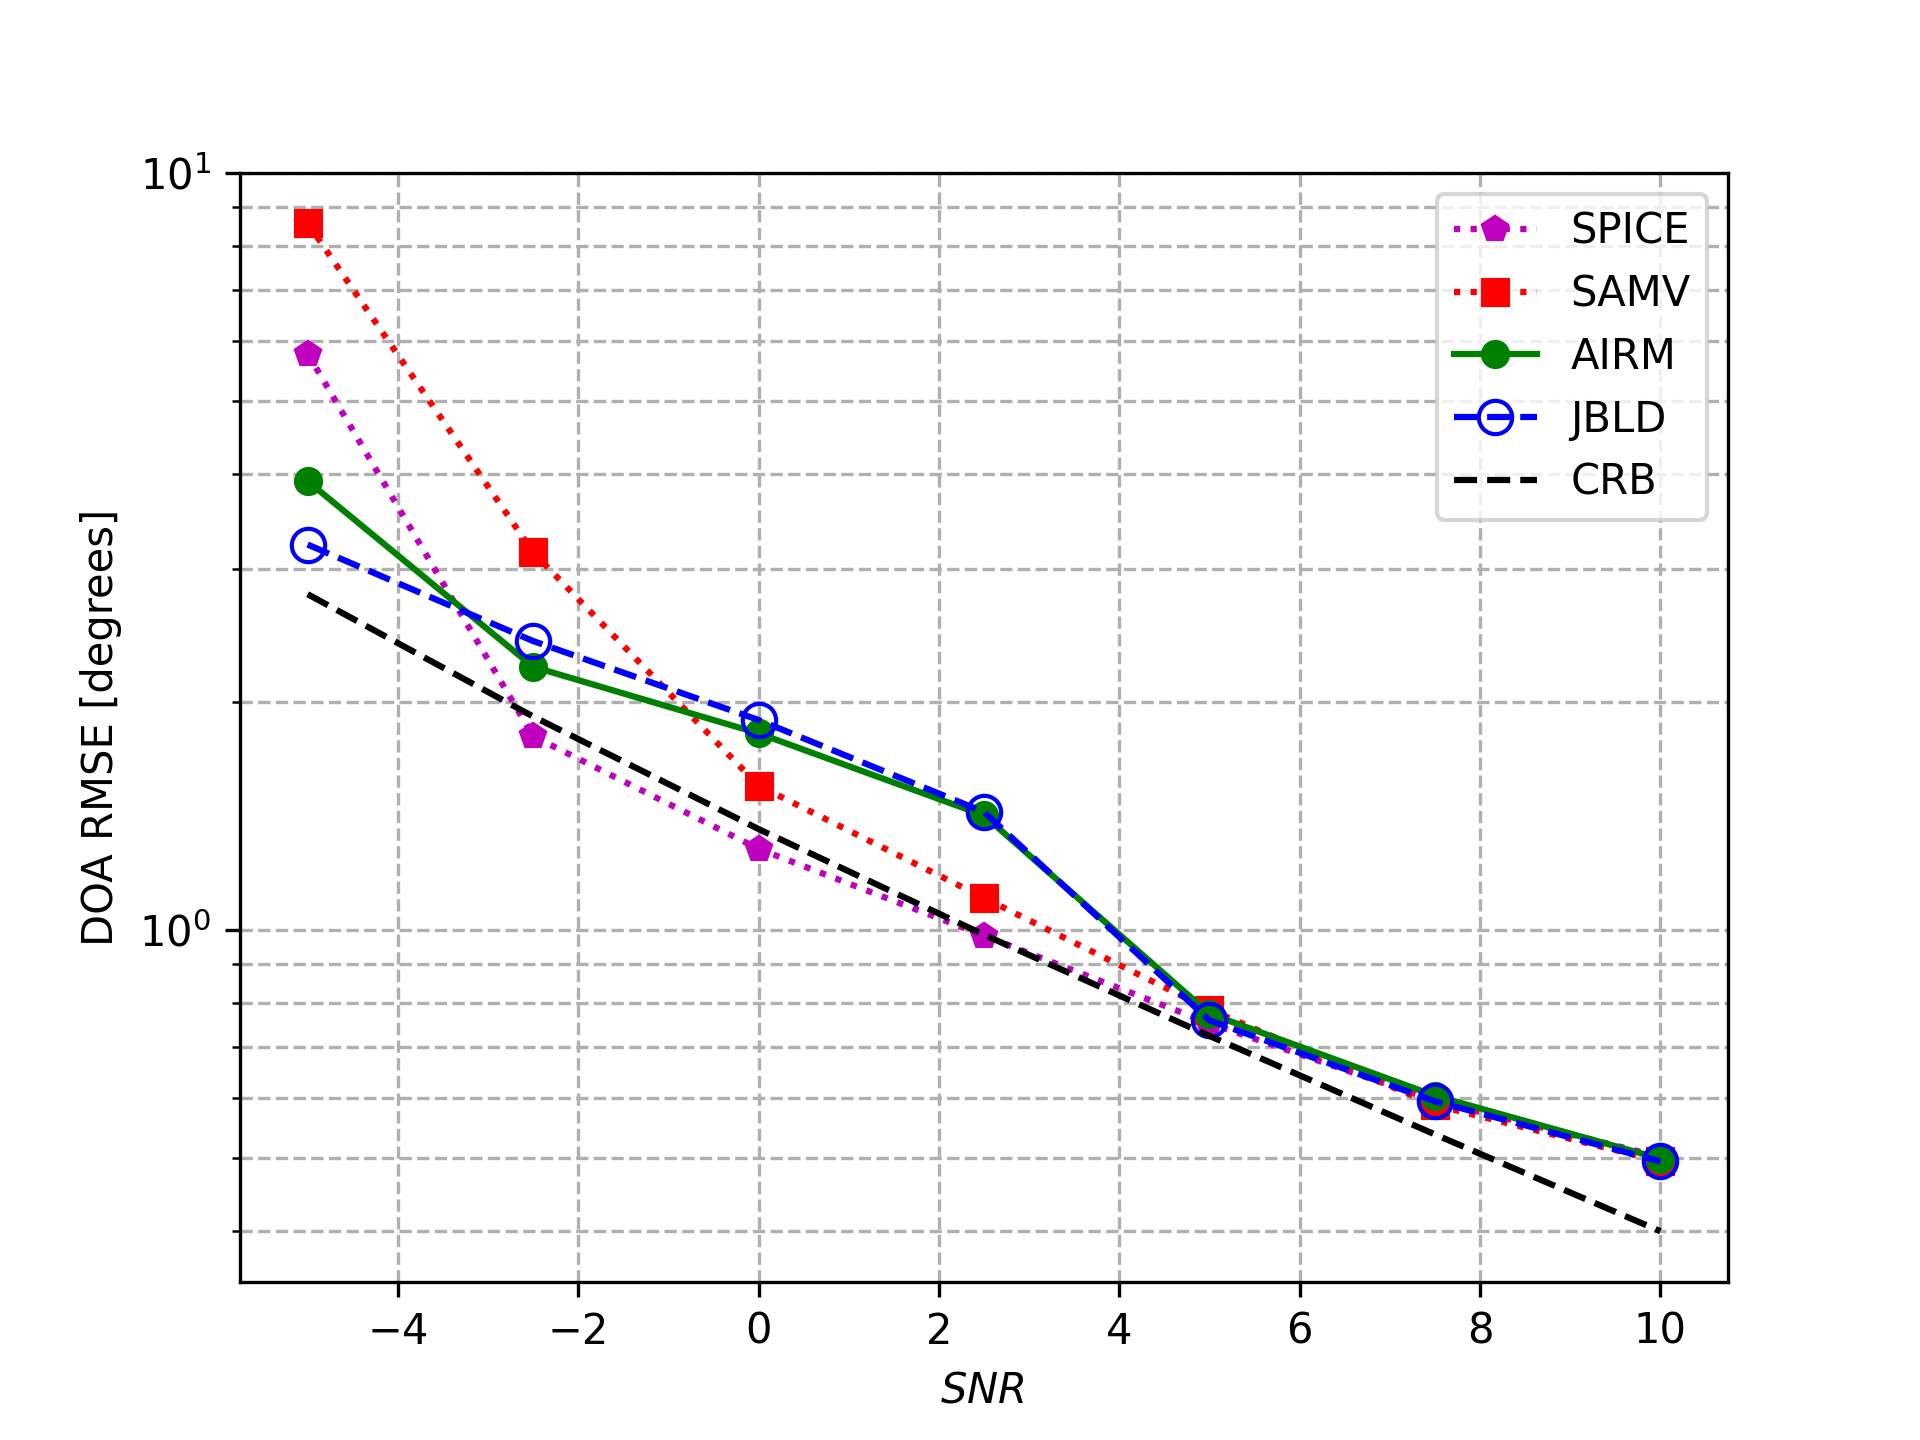 10¹
10⁰
DOA RMSE [degrees]
SPICE
SAMV
AIRM
JBLD
CRB
−4 −2 0 2 4 6 8 10
SNR